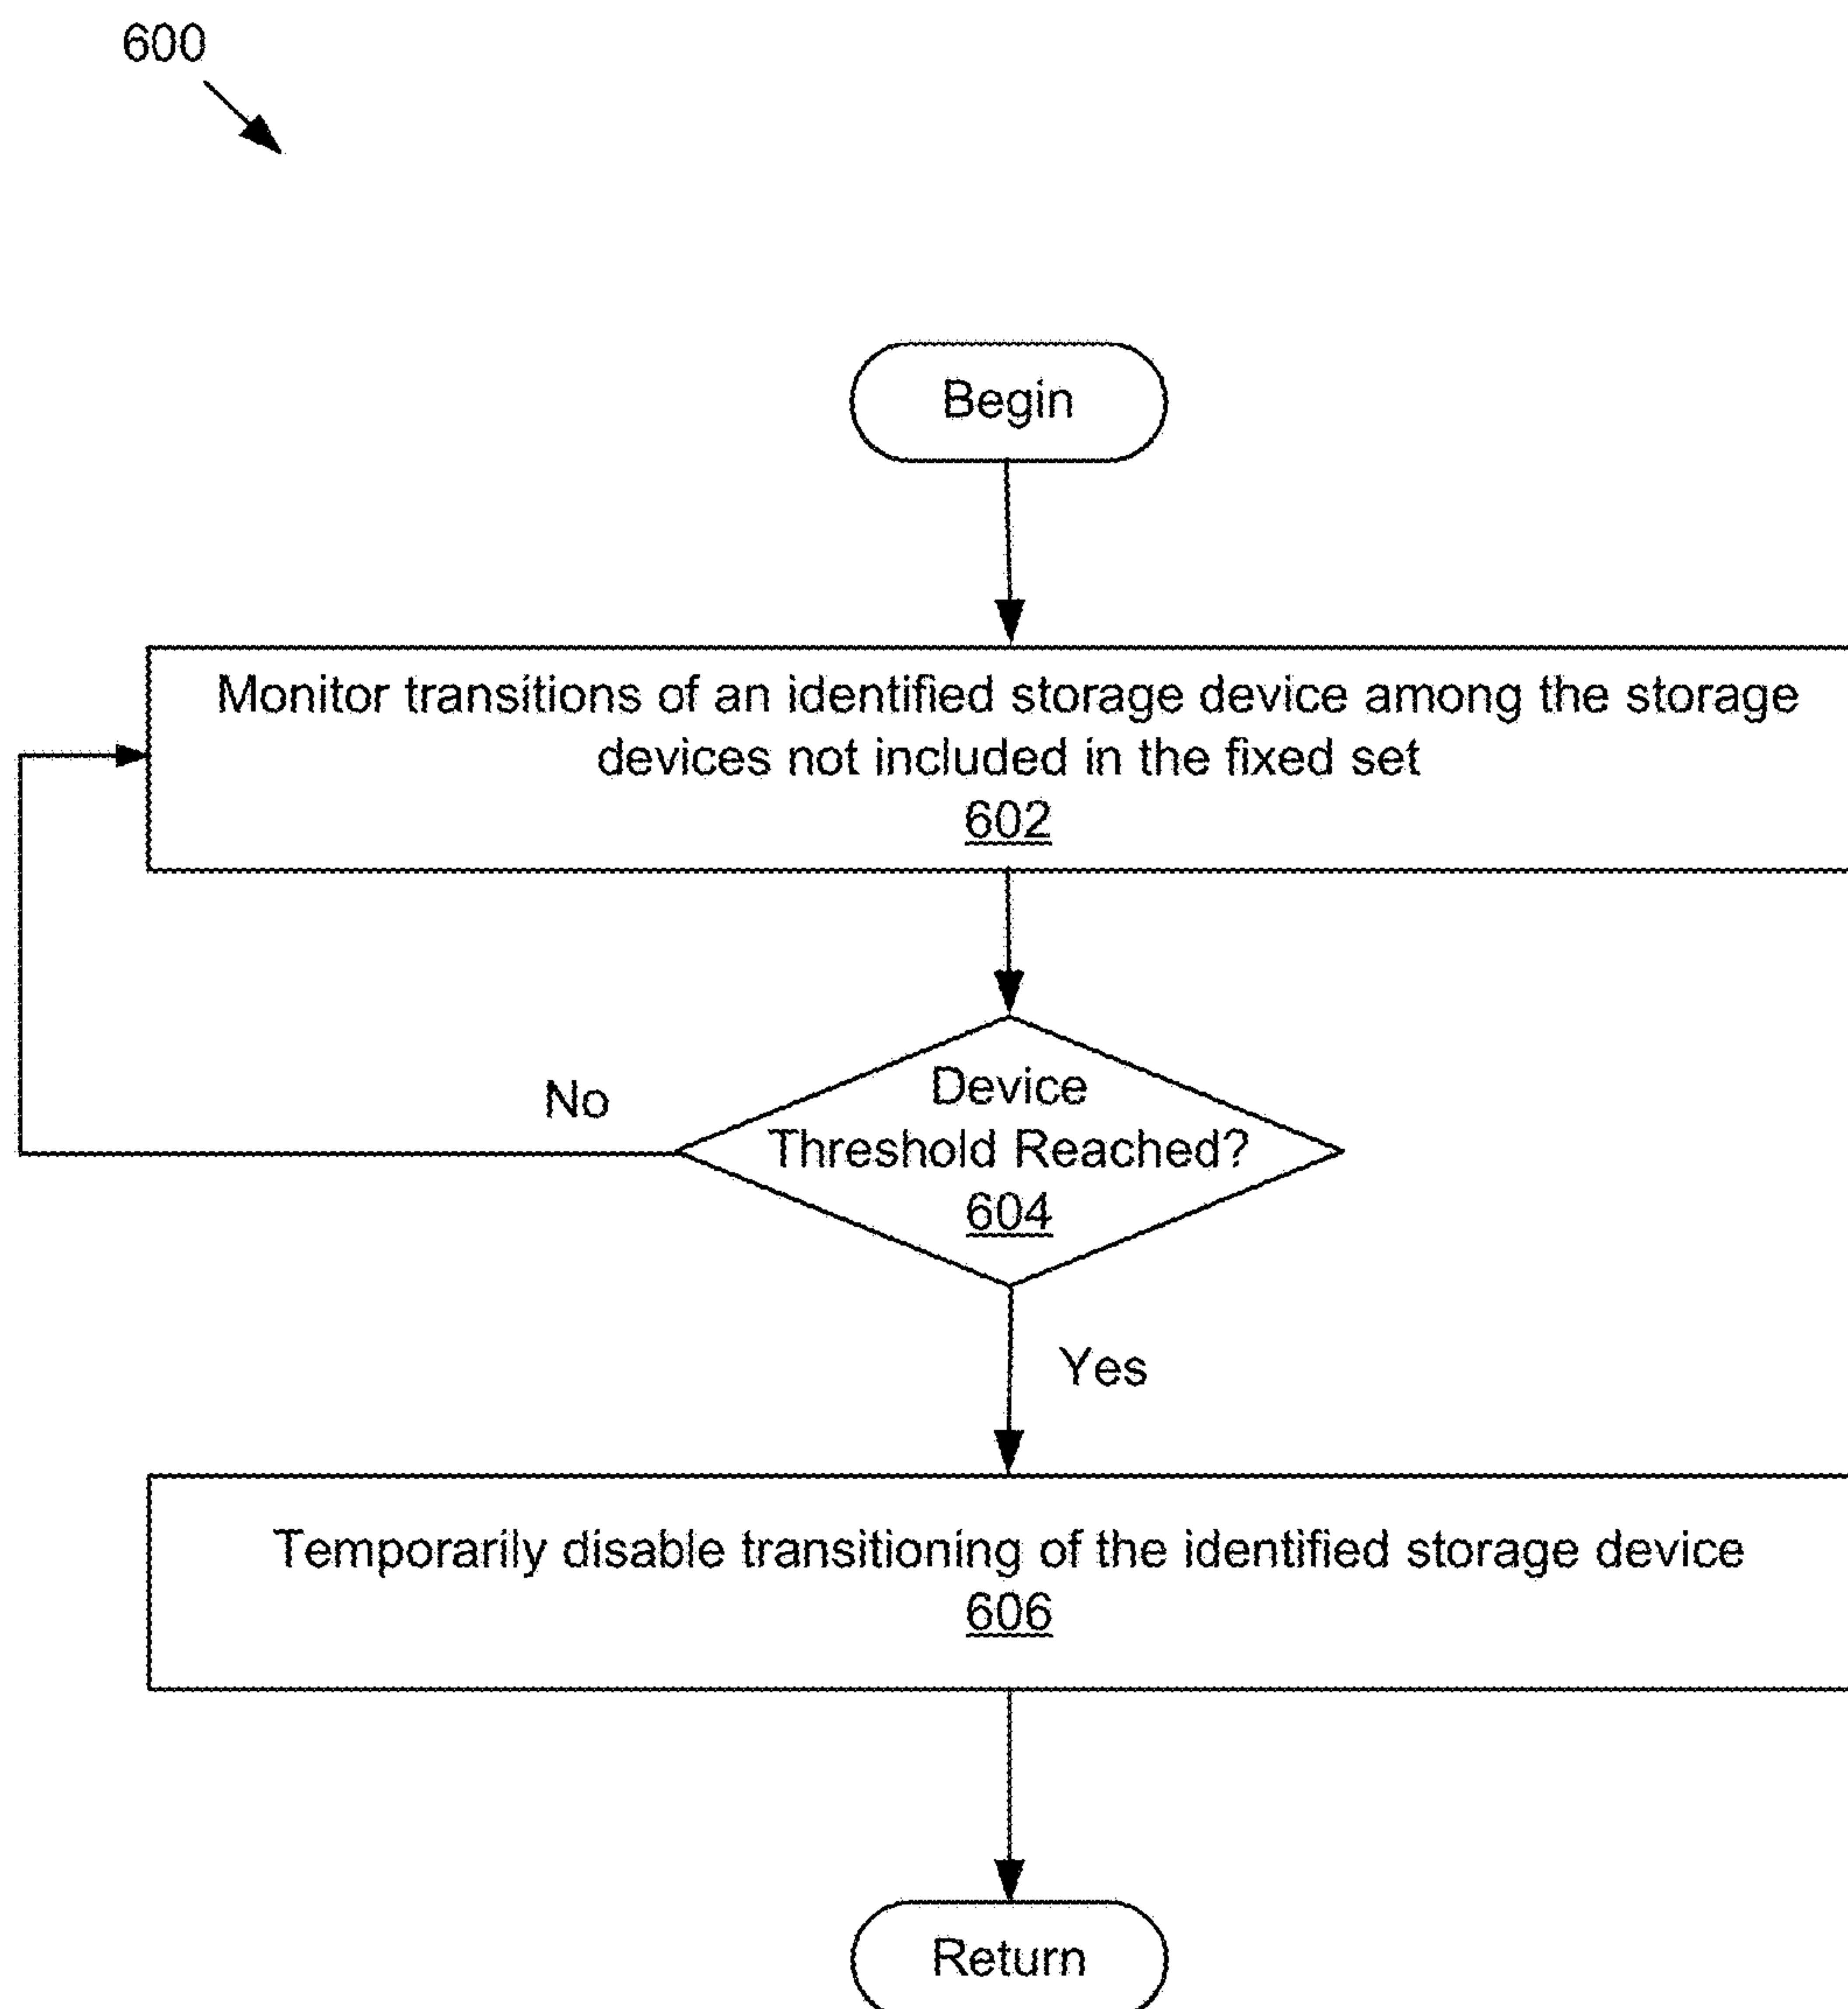 600
Begin
Monitor transitions of an identified storage device among the storage
devices not included in the fixed set
602
Device
Threshold Reached?
604
No
Yes
Temporarily disable transitioning of the identified storage device
606
Return